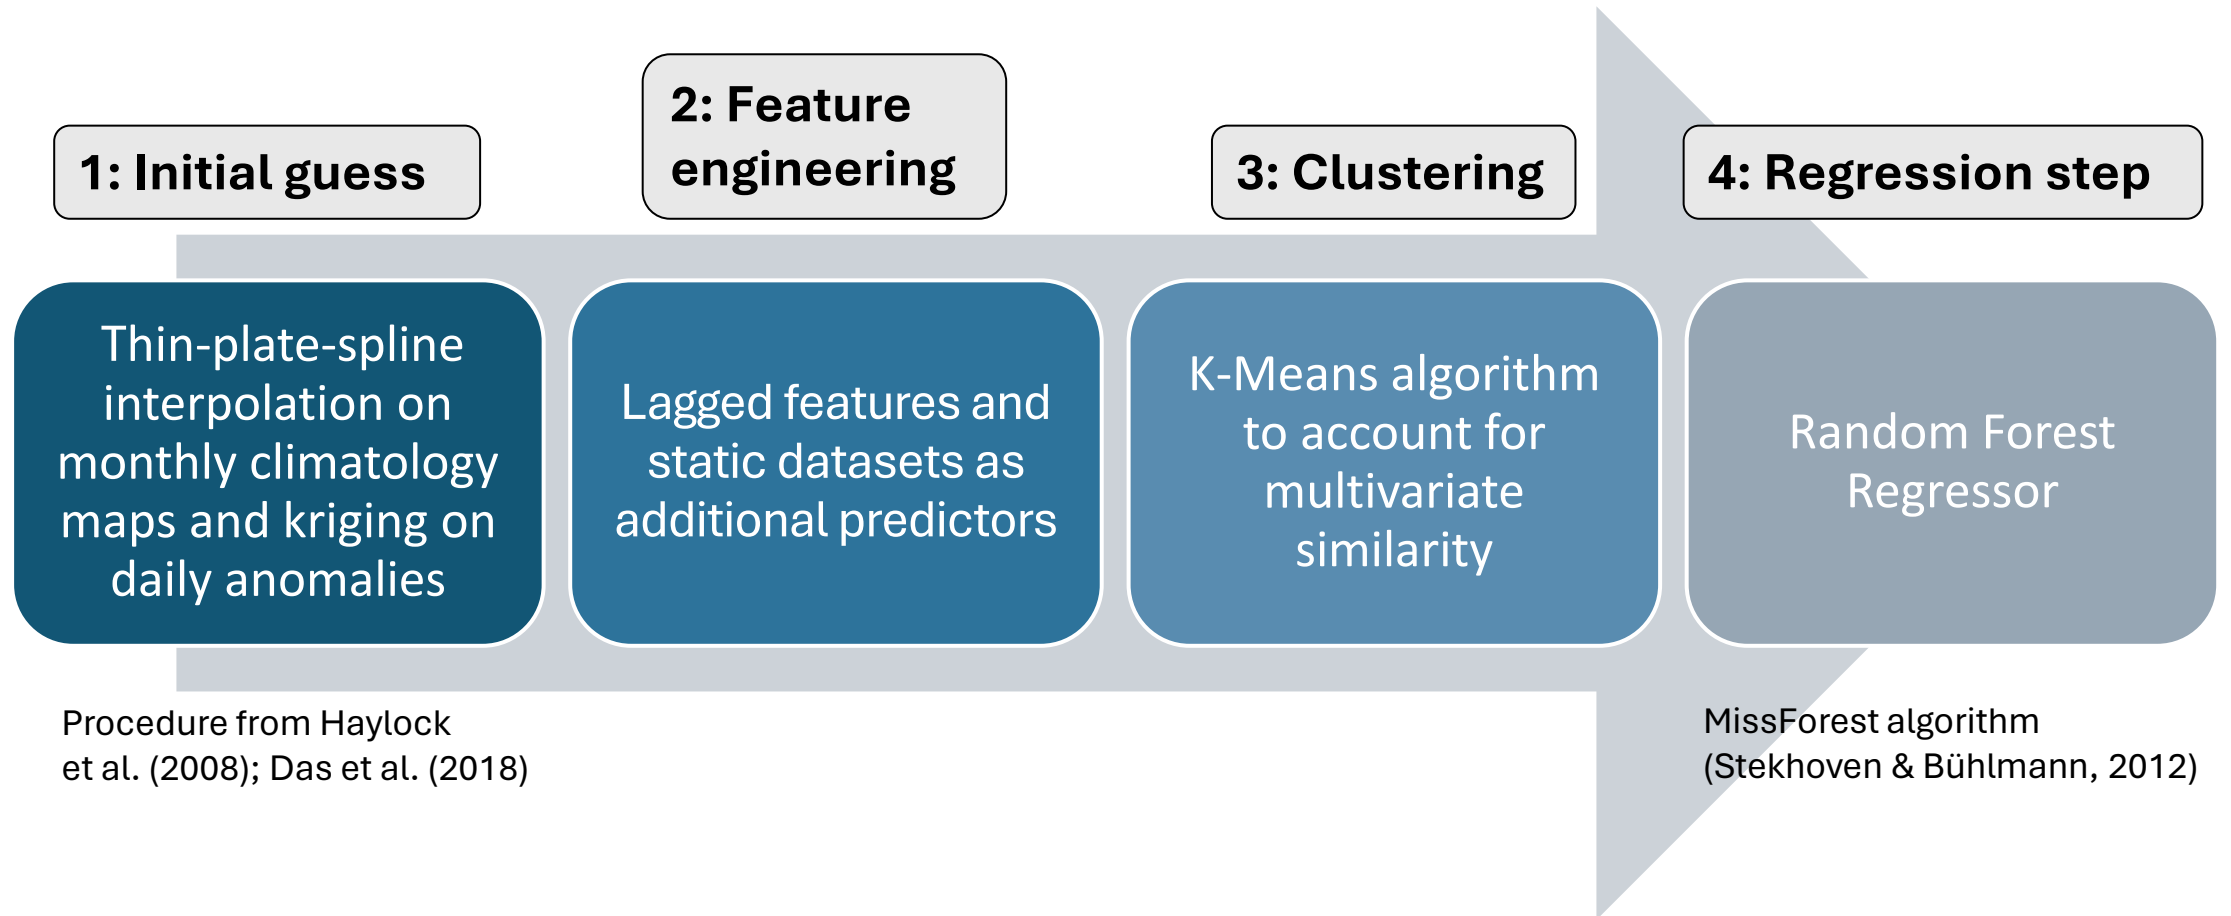 1: Initial guess
Thin-plate-spline
interpolation on
monthly climatology
maps and kriging on
daily anomalies
Procedure from Haylock
et al. (2008); Das et al. (2018)
2: Feature
engineering
Lagged features and
static datasets as
additional predictors
3: Clustering
K-Means algorithm
to account for
multivariate
similarity
4: Regression step
Random Forest
Regressor
MissForest algorithm
(Stekhoven & Bühlmann, 2012)